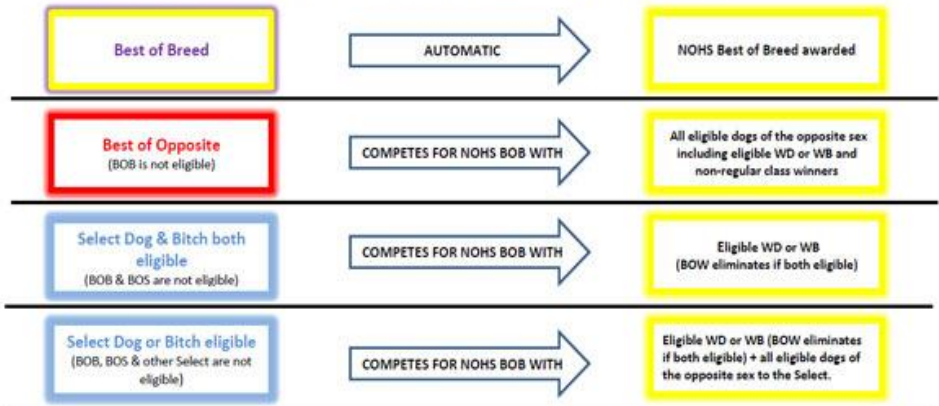 Best of Breed
AUTOMATIC
NOHS Best of Breed awarded
Best of Opposite
(BOB is not eligible)
COMPETES FOR NOHS BOB WITH
All eligible dogs of the opposite sex
including eligible WD or WB and
non-regular class winners
Select Dog & Bitch both
eligible
(BOB & BOS are not eligible)
COMPETES FOR NOHS BOB WITH
Eligible WD or WB
(BOW eliminates if both eligible)
Select Dog or Bitch eligible
(BOB, BOS & other Select are not
eligible)
COMPETES FOR NOHS BOB WITH
Eligible WD or WB (BOW eliminates
if both eligible) + all eligible dogs of
the opposite sex to the Select.